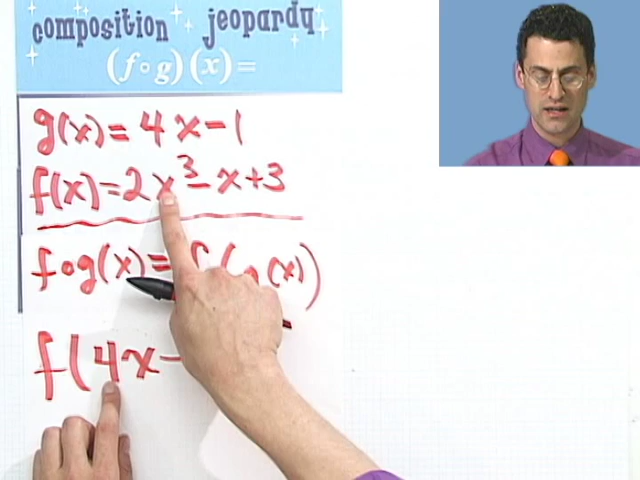 composition jeopardy
(f∘g)(x)=
g(x)=4x-1
f(x)=2x³-x+3
f∘g(x)=f(g(x))
f(4x-